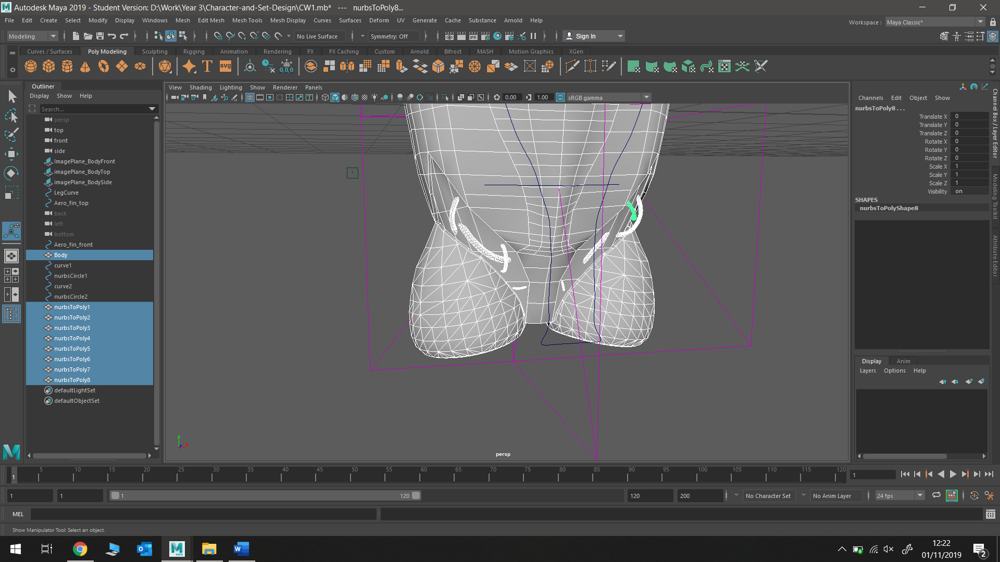 Autodesk Maya 2019 - Student Version: D:\Work\Year 3\Character-and-Set-Design\CW1.mb* --- nurbsToPoly8...
File Edit Create Select Modify Display Windows Mesh Edit Mesh Mesh Tools Mesh Display Curves Surfaces Deform UV Generate Cache Substance Arnold Help
Workspace : Maya Classic*
Modeling No Live Surface Symmetry: Off Sign In
Curves / Surfaces Poly Modeling Sculpting Rigging Animation Rendering FX FX Caching Custom Arnold Bifrost MASH Motion Graphics XGen
Outliner
Display Show Help
Search...
persp
top
front
side
ImagePlane_BodyFront
imagePlane_BodyTop
imagePlane_BodySide
LegCurve
Aero_fin_top
back
left
bottom
Aero_fin_front
Body
curve1
nurbsCircle1
curve2
nurbsCircle2
nurbsToPoly1
nurbsToPoly2
nurbsToPoly3
nurbsToPoly4
nurbsToPoly5
nurbsToPoly6
nurbsToPoly7
nurbsToPoly8
defaultLightSet
defaultObjectSet
View Shading Lighting Show Renderer Panels
0.00 1.00 sRGB gamma
persp
Channels Edit Object Show
nurbsToPoly8 . . .
Translate X 0
Translate Y 0
Translate Z 0
Rotate X 0
Rotate Y 0
Rotate Z 0
Scale X 1
Scale Y 1
Scale Z 1
Visibility on
SHAPES
nurbsToPolyShape8
Channel Box / Layer Editor
Modeling Toolkit
Attribute Editor
Display Anim
Layers Options Help
5 10 15 20 25 30 35 40 45 50 55 60 65 70 75 80 85 90 95 100 105 110 115 120
1 1
1 1 1 120 120 200 No Character Set No Anim Layer 24 fps
MEL
Show Manipulator Tool: Select an object.
12:22
01/11/2019
2